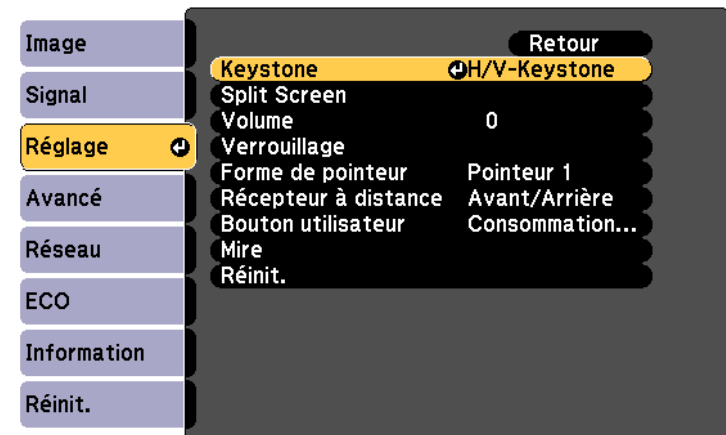 Image
Signal
Réglage
Avancé
Réseau
ECO
Information
Réinit.
Retour
Keystone H/V-Keystone
Split Screen
Volume 0
Verrouillage
Forme de pointeur Pointeur 1
Récepteur à distance Avant/Arrière
Bouton utilisateur Consommation...
Mire
Réinit.